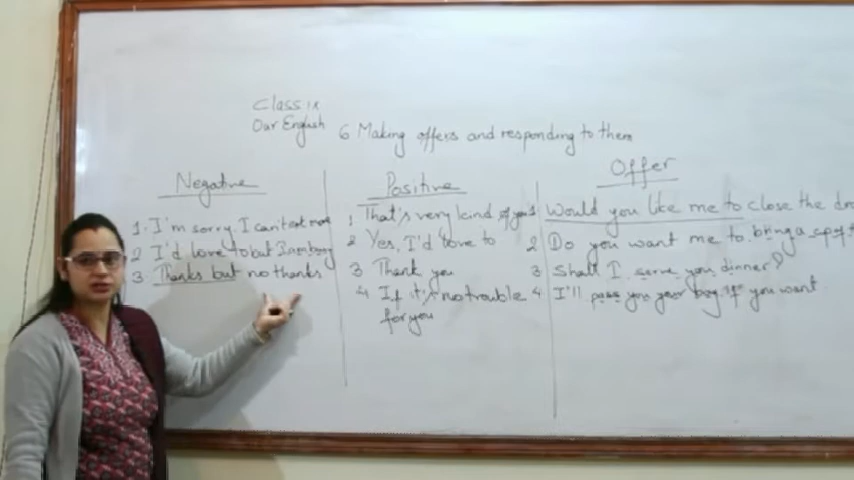 Class IX
Our English
6 Making offers and responding to them
Negative
1. I'm sorry. I can't eat more
2 I'd love to but I am busy
3 Thanks but no thanks
Positive
1 That's very kind of you
2 Yes, I'd love to
3 Thank you
4 If it's no trouble
for you
Offer
1 Would you like me to close the
2 Do you want me to bring a
3 Shall I serve you dinner?
4 I'll pass you your bag if you want